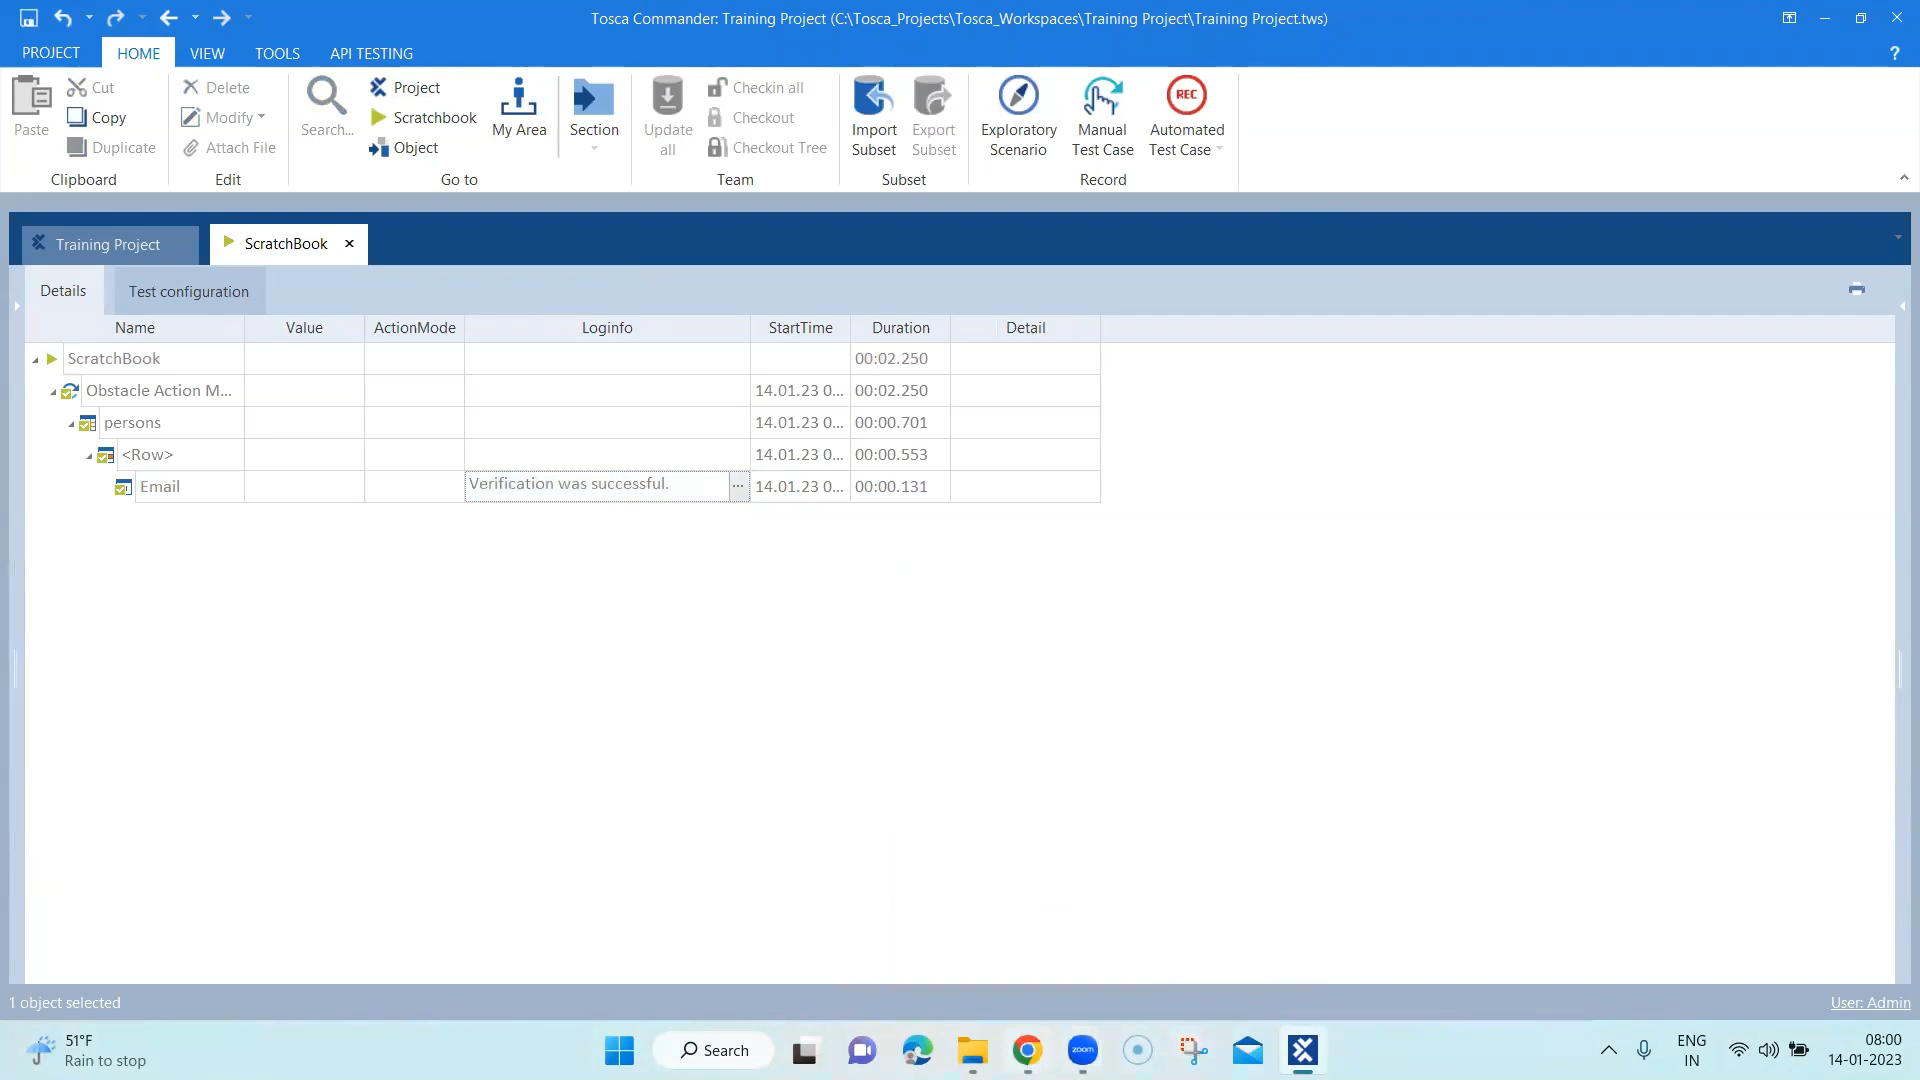 Tosca Commander: Training Project (C:\Tosca_Projects\Tosca_Workspaces\Training Project\Training Project.tws)
PROJECT HOME VIEW TOOLS API TESTING ?
Paste
Cut
Copy
Duplicate
Clipboard
Delete
Modify
Attach File
Edit
Search...
Project
Scratchbook
Object
My Area
Go to
Section
Update
all
Checkin all
Checkout
Checkout Tree
Team
Import
Subset
Export
Subset
Subset
Exploratory
Scenario
Manual
Test Case
REC
Automated
Test Case
Record
Training Project ScratchBook
Details Test configuration
Name Value ActionMode Loginfo StartTime Duration Detail
ScratchBook 00:02.250
Obstacle Action M... 14.01.23 0... 00:02.250
persons 14.01.23 0... 00:00.701
<Row> 14.01.23 0... 00:00.553
Email Verification was successful. ... 14.01.23 0... 00:00.131
1 object selected User: Admin
51°F
Rain to stop
Search
zoom
ENG
IN
08:00
14-01-2023